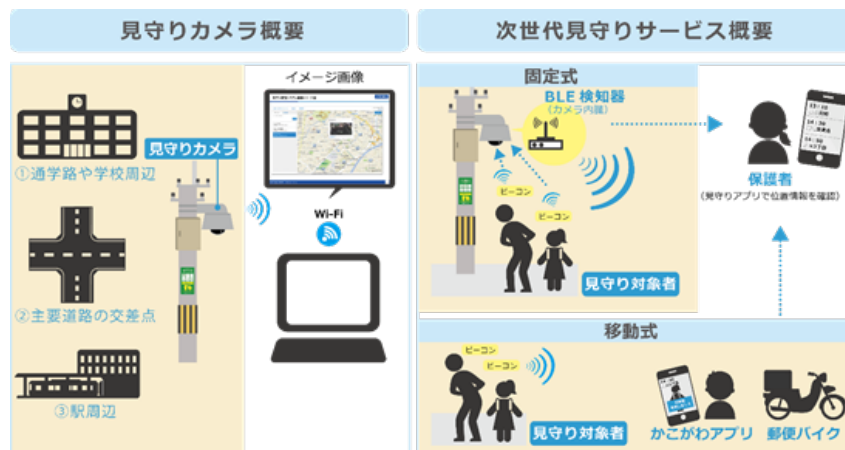 見守りカメラ概要
次世代見守りサービス概要
①通学路や学校周辺
②主要道路の交差点
③駅周辺
見守りカメラ
イメージ画像
Wi-Fi
固定式
BLE 検知器
(カメラ内臓)
ビーコン
ビーコン
見守り対象者
保護者
(見守りアプリで位置情報を確認)
移動式
ビーコン
ビーコン
見守り対象者
かこがわアプリ
郵便バイク